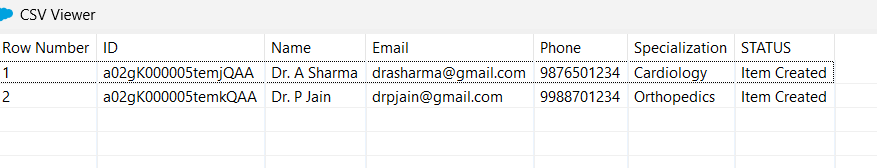 CSV Viewer
Row Number ID Name Email Phone Specialization STATUS
1 a02gK000005temjQAA Dr. A Sharma drasharma@gmail.com 9876501234 Cardiology Item Created
2 a02gK000005temkQAA Dr. P Jain drpjain@gmail.com 9988701234 Orthopedics Item Created